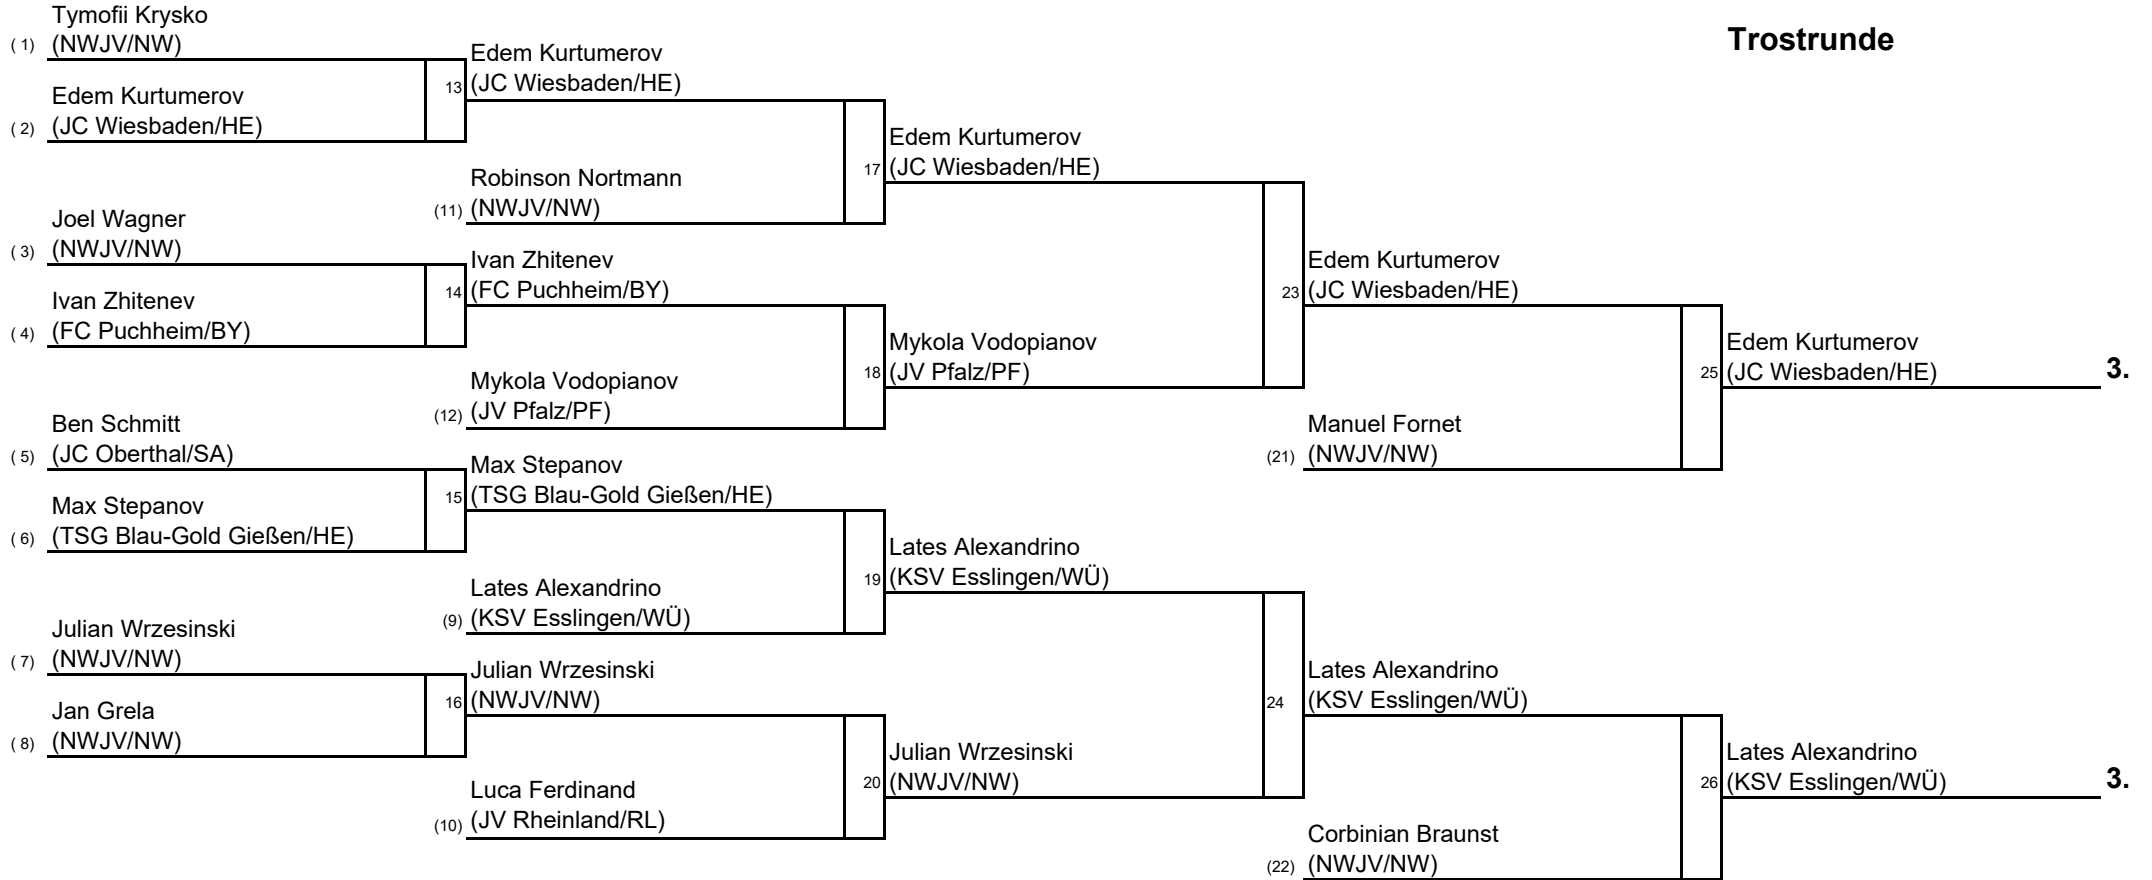 Trostrunde
Tymofii Krysko
( 1) (NWJV/NW)
Edem Kurtumerov
( 2) (JC Wiesbaden/HE)
Joel Wagner
( 3) (NWJV/NW)
Ivan Zhitenev
( 4) (FC Puchheim/BY)
Ben Schmitt
( 5) (JC Oberthal/SA)
Max Stepanov
( 6) (TSG Blau-Gold Gießen/HE)
Julian Wrzesinski
( 7) (NWJV/NW)
Jan Grela
( 8) (NWJV/NW)
Edem Kurtumerov
13 (JC Wiesbaden/HE)
Robinson Nortmann
(11) (NWJV/NW)
Ivan Zhitenev
14 (FC Puchheim/BY)
Mykola Vodopianov
(12) (JV Pfalz/PF)
Max Stepanov
15 (TSG Blau-Gold Gießen/HE)
Lates Alexandrino
(9) (KSV Esslingen/WÜ)
Julian Wrzesinski
16 (NWJV/NW)
Luca Ferdinand
(10) (JV Rheinland/RL)
Edem Kurtumerov
17 (JC Wiesbaden/HE)
Mykola Vodopianov
18 (JV Pfalz/PF)
Lates Alexandrino
19 (KSV Esslingen/WÜ)
Julian Wrzesinski
20 (NWJV/NW)
Edem Kurtumerov
23 (JC Wiesbaden/HE)
Manuel Fornet
(21) (NWJV/NW)
Lates Alexandrino
24 (KSV Esslingen/WÜ)
Corbinian Braunst
(22) (NWJV/NW)
Edem Kurtumerov
25 (JC Wiesbaden/HE) 3.
Lates Alexandrino
26 (KSV Esslingen/WÜ) 3.